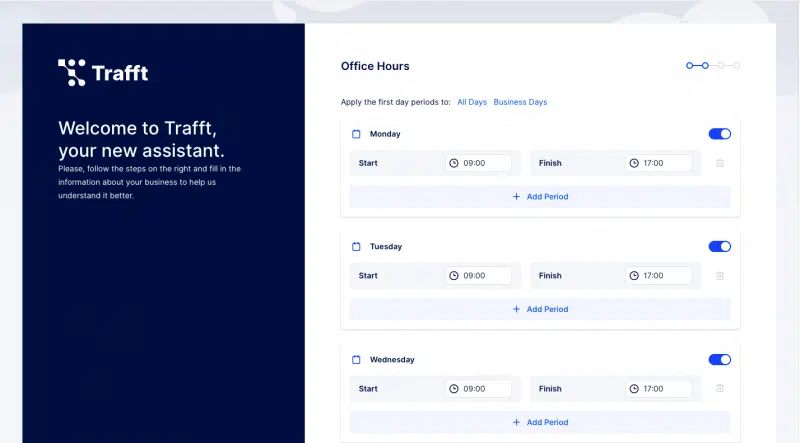 Trafft
Welcome to Trafft,
your new assistant.
Please, follow the steps on the right and fill in the
information about your business to help us
understand it better.
Office Hours
Apply the first day periods to: All Days Business Days
Monday
Start 09:00 Finish 17:00
+ Add Period
Tuesday
Start 09:00 Finish 17:00
+ Add Period
Wednesday
Start 09:00 Finish 17:00
+ Add Period